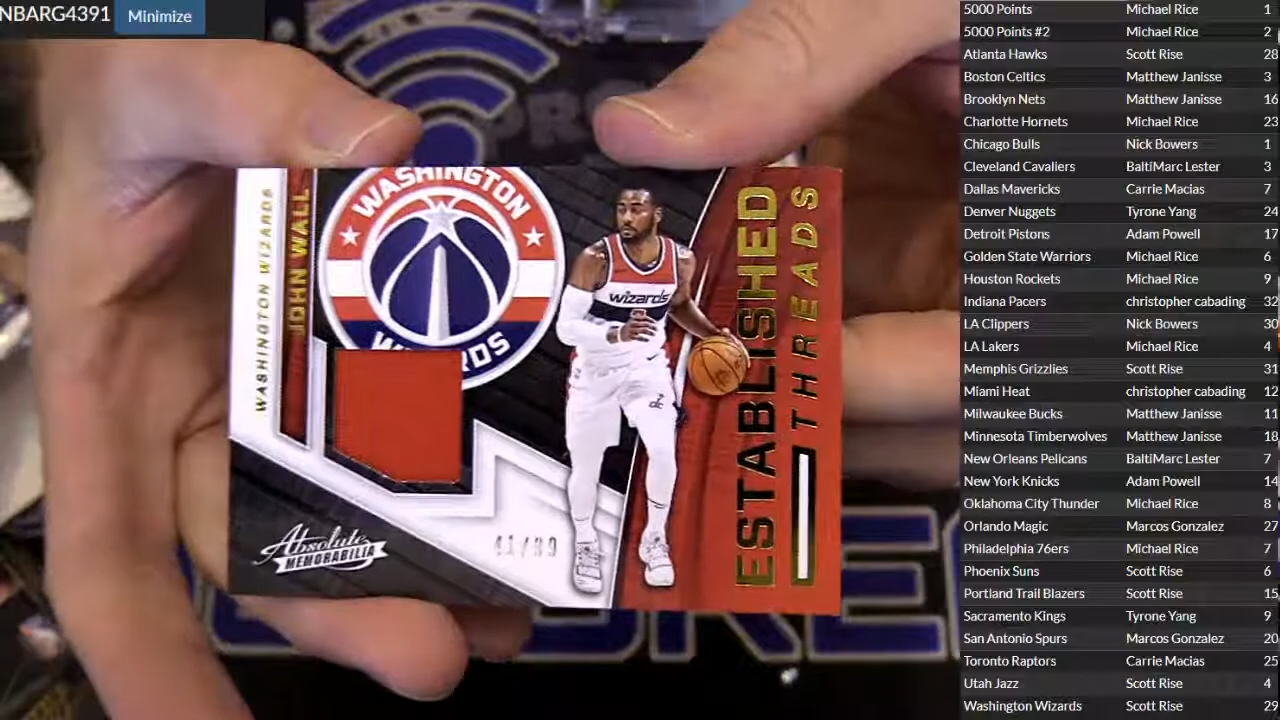 NBARG4391
Minimize
WASHINGTON WIZARDS
JOHN WALL
WASHINGTON
WIZARDS
wizards
ESTABLISHED
THREADS
Absolute
MEMORABILIA
5000 Points Michael Rice 1
5000 Points #2 Michael Rice 2
Atlanta Hawks Scott Rise 28
Boston Celtics Matthew Janisse 3
Brooklyn Nets Matthew Janisse 16
Charlotte Hornets Michael Rice 23
Chicago Bulls Nick Bowers 1
Cleveland Cavaliers BaltiMarc Lester 3
Dallas Mavericks Carrie Macias 7
Denver Nuggets Tyrone Yang 24
Detroit Pistons Adam Powell 17
Golden State Warriors Michael Rice 6
Houston Rockets Michael Rice 9
Indiana Pacers christopher cabading 32
LA Clippers Nick Bowers 30
LA Lakers Michael Rice 4
Memphis Grizzlies Scott Rise 31
Miami Heat christopher cabading 12
Milwaukee Bucks Matthew Janisse 11
Minnesota Timberwolves Matthew Janisse 18
New Orleans Pelicans BaltiMarc Lester 7
New York Knicks Adam Powell 14
Oklahoma City Thunder Michael Rice 8
Orlando Magic Marcos Gonzalez 27
Philadelphia 76ers Michael Rice 7
Phoenix Suns Scott Rise 6
Portland Trail Blazers Scott Rise 15
Sacramento Kings Tyrone Yang 9
San Antonio Spurs Marcos Gonzalez 20
Toronto Raptors Carrie Macias 25
Utah Jazz Scott Rise 4
Washington Wizards Scott Rise 29